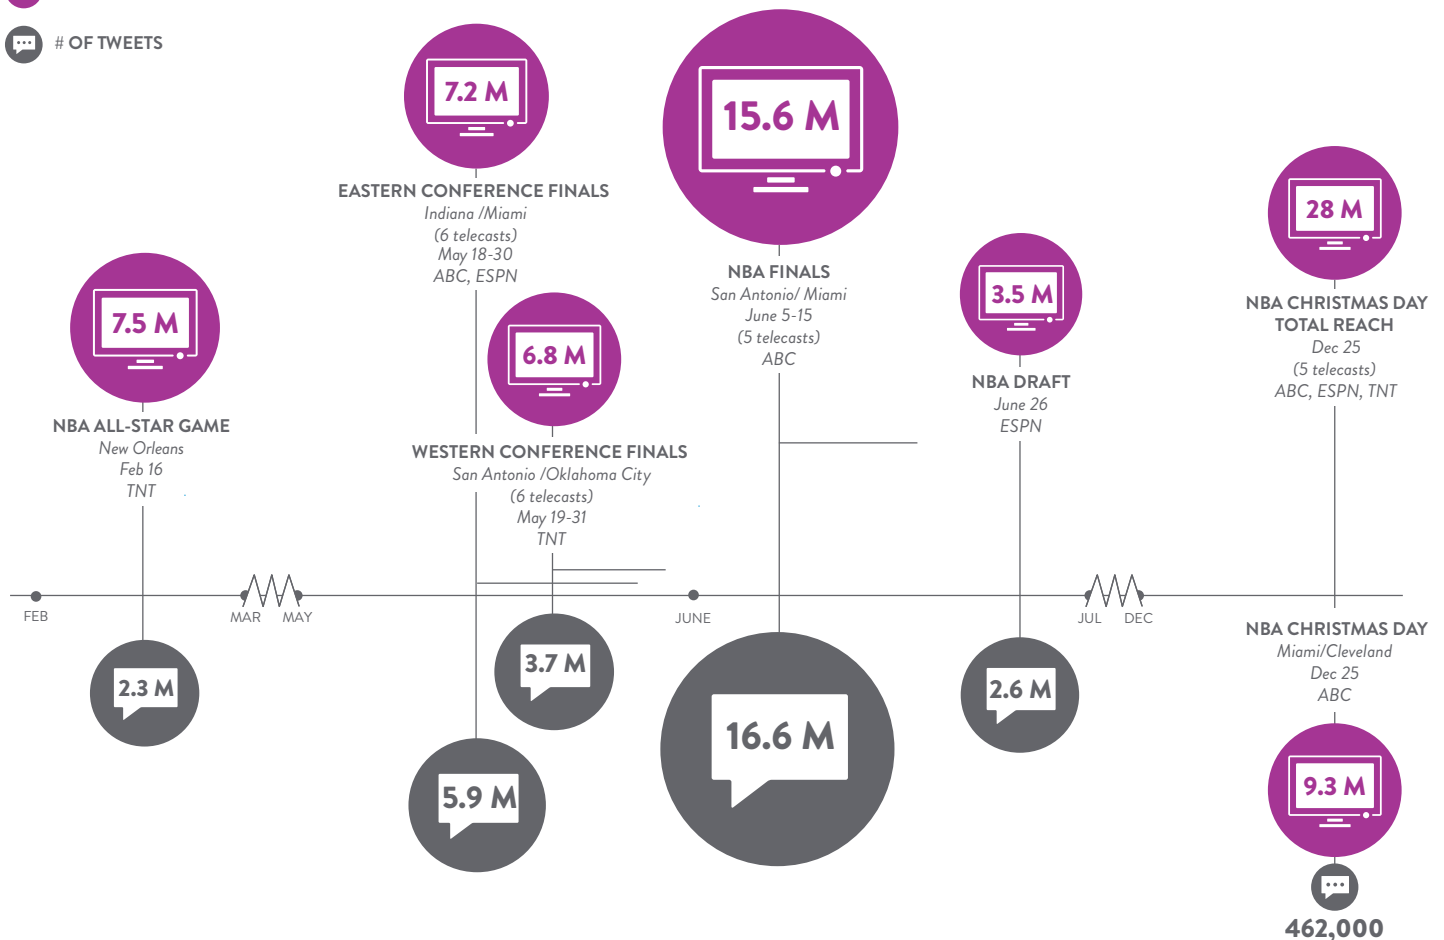 # OF TWEETS
7.2 M
EASTERN CONFERENCE FINALS
Indiana /Miami
(6 telecasts)
May 18-30
ABC, ESPN
15.6 M
NBA FINALS
San Antonio/ Miami
June 5-15
(5 telecasts)
ABC
28 M
NBA CHRISTMAS DAY
TOTAL REACH
Dec 25
(5 telecasts)
ABC, ESPN, TNT
7.5 M
NBA ALL-STAR GAME
New Orleans
Feb 16
TNT
6.8 M
WESTERN CONFERENCE FINALS
San Antonio /Oklahoma City
(6 telecasts)
May 19-31
TNT
3.5 M
NBA DRAFT
June 26
ESPN
FEB
MAR
MAY
JUNE
JUL
DEC
2.3 M
3.7 M
5.9 M
16.6 M
2.6 M
NBA CHRISTMAS DAY
Miami/Cleveland
Dec 25
ABC
9.3 M
462,000